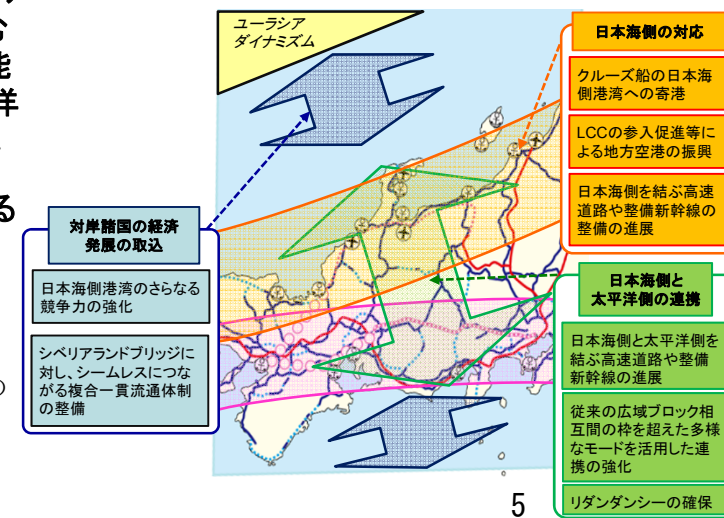 む
能
洋
る
の
ユーラシア
ダイナミズム
日本海側の対応
クルーズ船の日本海
側港湾への寄港
LCCの参入促進等に
よる地方空港の振興
日本海側を結ぶ高速
道路や整備新幹線の
整備の進展
対岸諸国の経済
発展の取込
日本海側港湾のさらなる
競争力の強化
シベリアランドブリッジに
対し、シームレスにつな
がる複合一貫流通体制
の整備
日本海側と
太平洋側の連携
日本海側と太平洋側を
結ぶ高速道路や整備
新幹線の進展
従来の広域ブロック相
互間の枠を超えた多様
なモードを活用した連
携の強化
リダンダンシーの確保
5